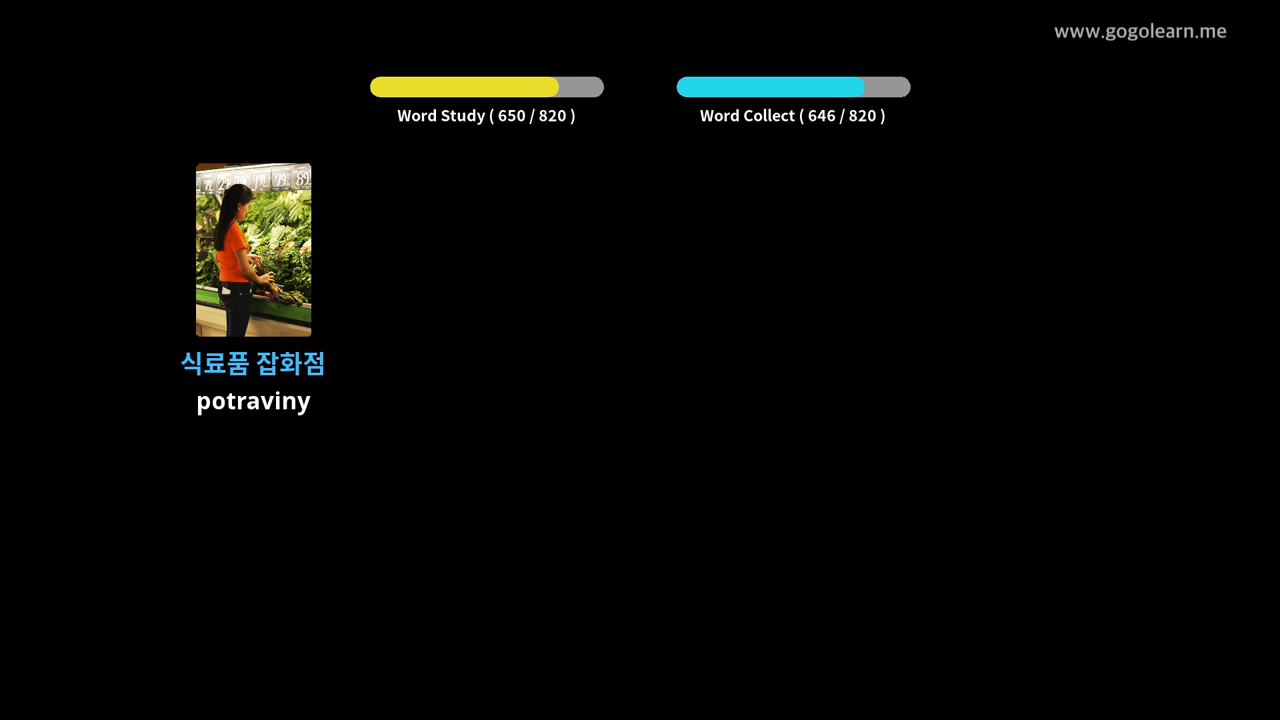 www.gogolearn.me
Word Study ( 650 / 820 )
Word Collect ( 646 / 820 )
식료품 잡화점
potraviny